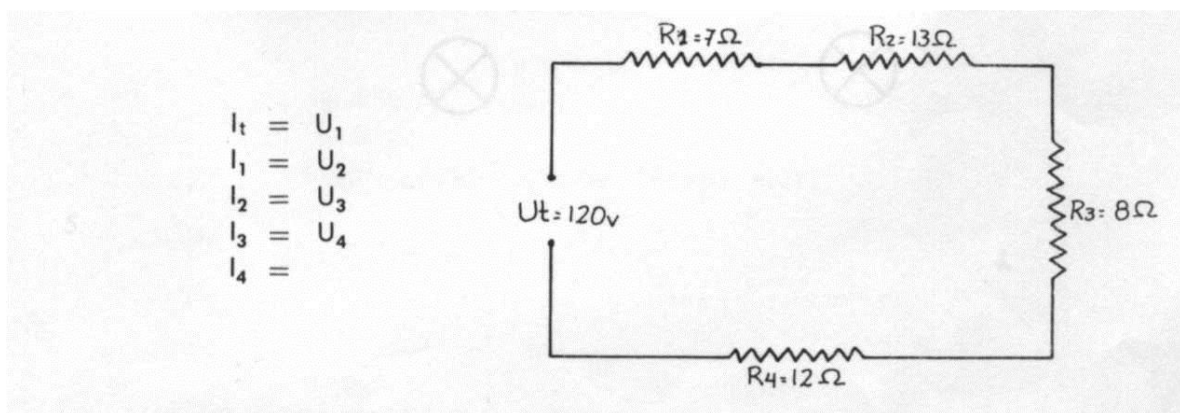 R1=7Ω R2=13Ω
It = U1
I1 = U2
I2 = U3
I3 = U4
I4 =
Ut=120v
R3=8Ω
R4=12Ω